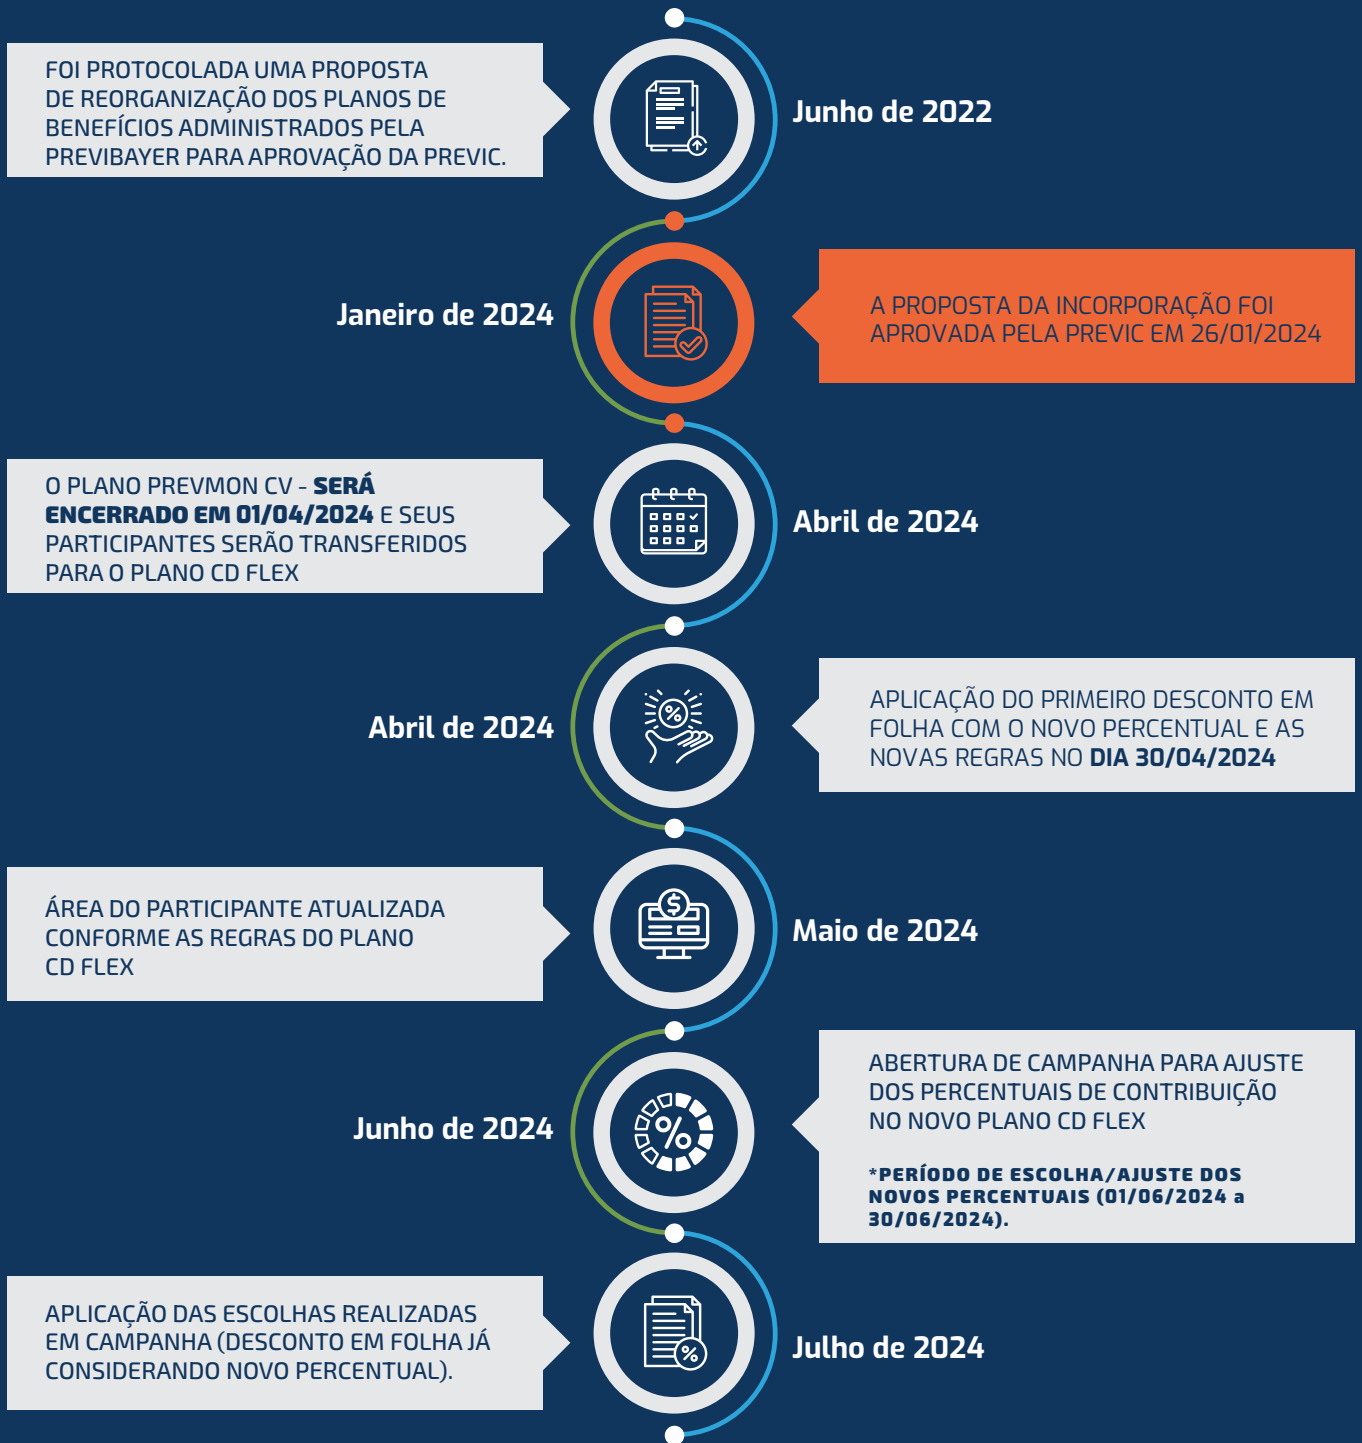 FOI PROTOCOLADA UMA PROPOSTA
DE REORGANIZAÇÃO DOS PLANOS DE
BENEFÍCIOS ADMINISTRADOS PELA
PREVIBAYER PARA APROVAÇÃO DA PREVIC.
Junho de 2022
Janeiro de 2024
A PROPOSTA DA INCORPORAÇÃO FOI
APROVADA PELA PREVIC EM 26/01/2024
O PLANO PREVMON CV - SERÁ
ENCERRADO EM 01/04/2024 E SEUS
PARTICIPANTES SERÃO TRANSFERIDOS
PARA O PLANO CD FLEX
Abril de 2024
Abril de 2024
APLICAÇÃO DO PRIMEIRO DESCONTO EM
FOLHA COM O NOVO PERCENTUAL E AS
NOVAS REGRAS NO DIA 30/04/2024
ÁREA DO PARTICIPANTE ATUALIZADA
CONFORME AS REGRAS DO PLANO
CD FLEX
Maio de 2024
Junho de 2024
ABERTURA DE CAMPANHA PARA AJUSTE
DOS PERCENTUAIS DE CONTRIBUIÇÃO
NO NOVO PLANO CD FLEX
*PERÍODO DE ESCOLHA/AJUSTE DOS
NOVOS PERCENTUAIS (01/06/2024 a
30/06/2024).
APLICAÇÃO DAS ESCOLHAS REALIZADAS
EM CAMPANHA (DESCONTO EM FOLHA JÁ
CONSIDERANDO NOVO PERCENTUAL).
Julho de 2024